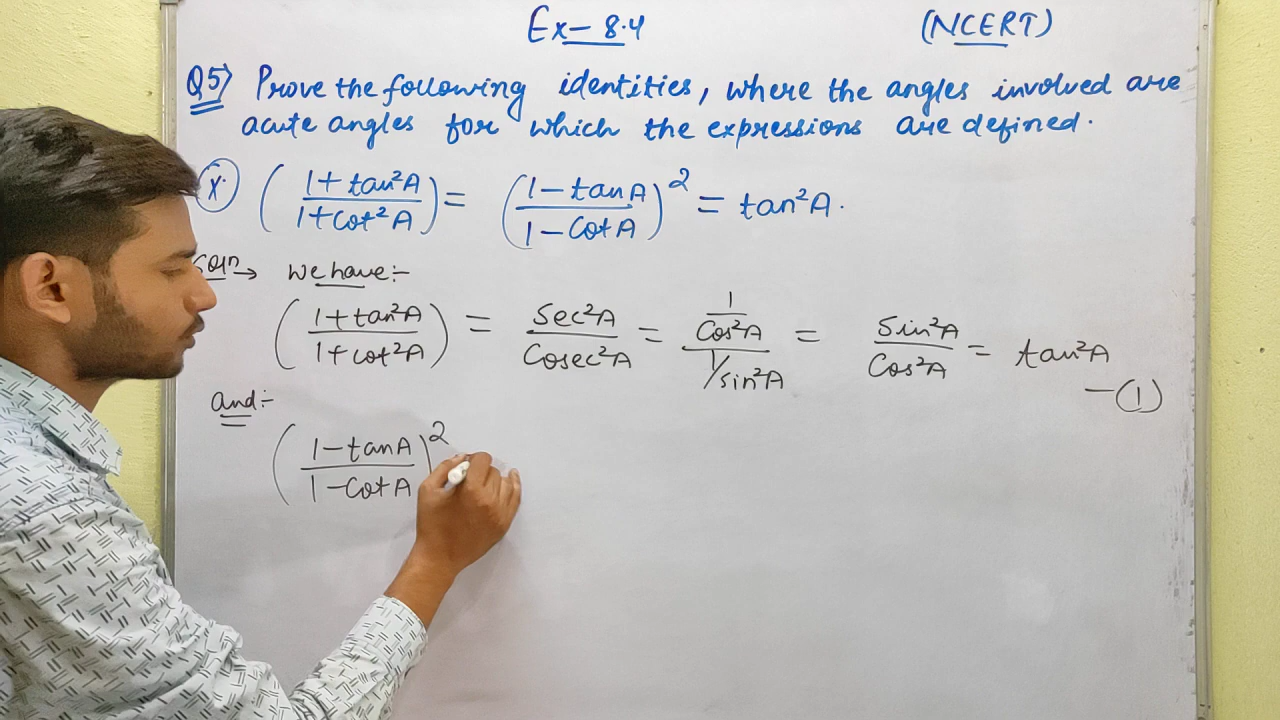 Ex- 8.4 (NCERT)
Q5> Prove the following identities, where the angles involved are
acute angles for which the expressions are defined.
(x. (1+tan²A / 1+cot²A) = (1-tanA / 1-CotA)² = tan²A.
Soln→ We have:-
(1+tan²A / 1+cot²A) = Sec²A / Cosec²A = 1/Cos²A / 1/sin²A = Sin²A / Cos²A = tan²A
-(1)
and:-
(1-tanA / 1-CotA)²